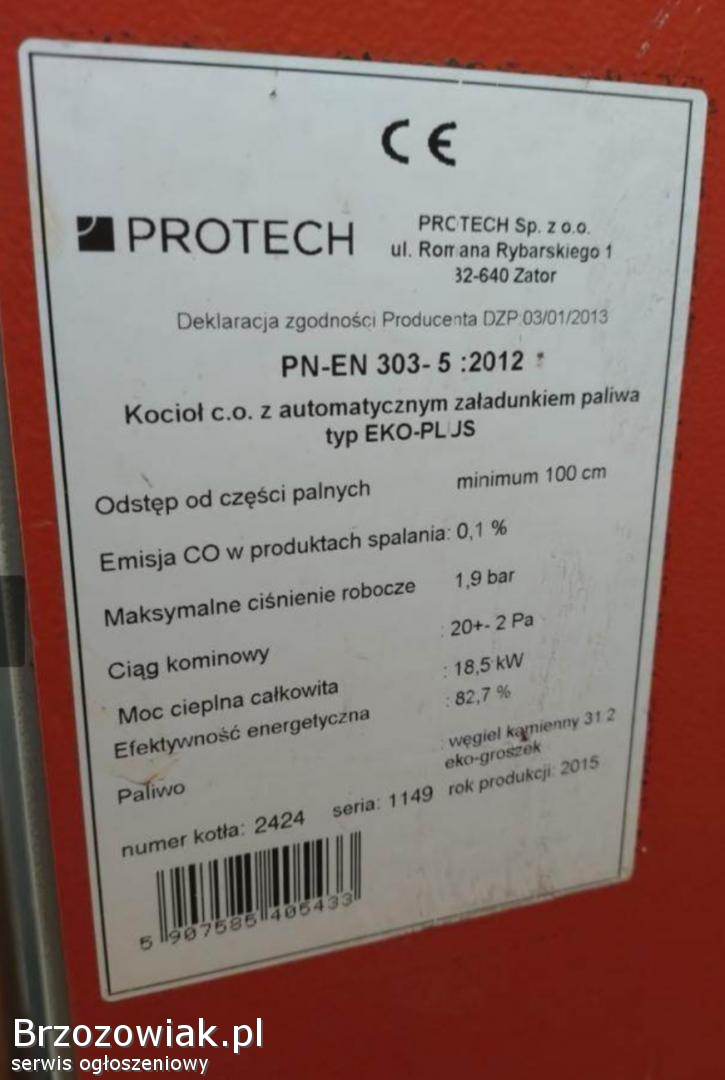 CE
PROTECH
PROTECH Sp. z o.o.
ul. Romana Rybarskiego 1
32-640 Zator
Deklaracja zgodności Producenta DZP 03/01/2013
PN-EN 303- 5 :2012
Kocioł c.o. z automatycznym załadunkiem paliwa
typ EKO-PLUS
Odstęp od części palnych minimum 100 cm
Emisja CO w produktach spalania: 0,1 %
Maksymalne ciśnienie robocze 1,9 bar
Ciąg kominowy : 20+- 2 Pa
Moc cieplna całkowita : 18,5 kW
Efektywność energetyczna : 82,7 %
Paliwo : węgiel kamienny 31 2
eko-groszek
numer kotła: 2424 seria: 1149 rok produkcji: 2015
5 907585 405433
Brzozowiak.pl
serwis ogłoszeniowy